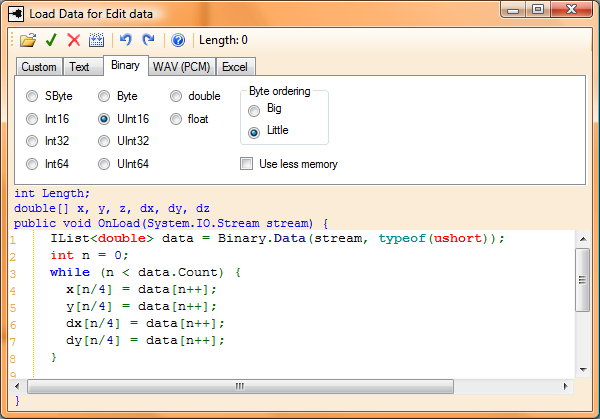 Load Data for Edit data
Length: 0
Custom Text Binary WAV (PCM) Excel
SByte Byte double Byte ordering
Int16 UInt16 float Big
Int32 UInt32 Little
Int64 UInt64 Use less memory
int Length;
double[] x, y, z, dx, dy, dz
public void OnLoad(System.IO.Stream stream) {
1 IList<double> data = Binary.Data(stream, typeof(ushort));
2 int n = 0;
3 while (n < data.Count) {
4 x[n/4] = data[n++];
5 y[n/4] = data[n++];
6 dx[n/4] = data[n++];
7 dy[n/4] = data[n++];
8 }
9
}